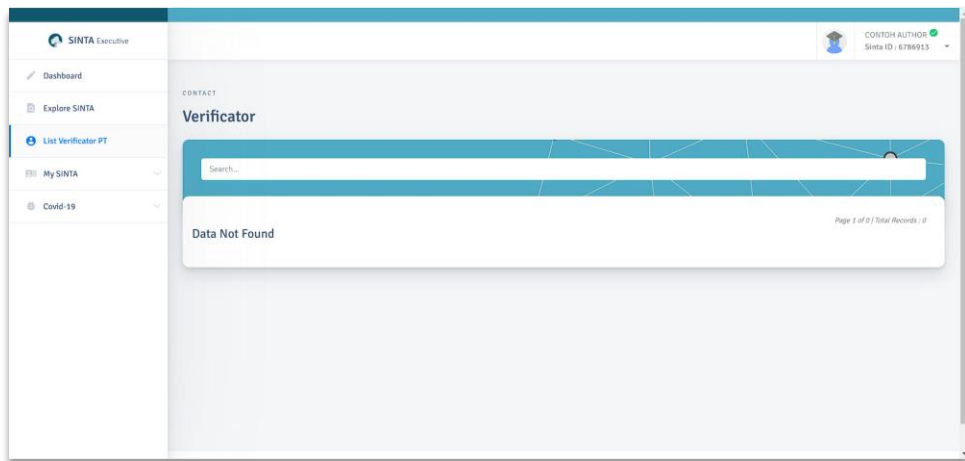 SINTA Executive
CONTOH AUTHOR
Sinta ID : 6786913
Dashboard
Explore SINTA
List Verificator PT
My SINTA
Covid-19
CONTACT
Verificator
Search...
Page 1 of 0 | Total Records : 0
Data Not Found